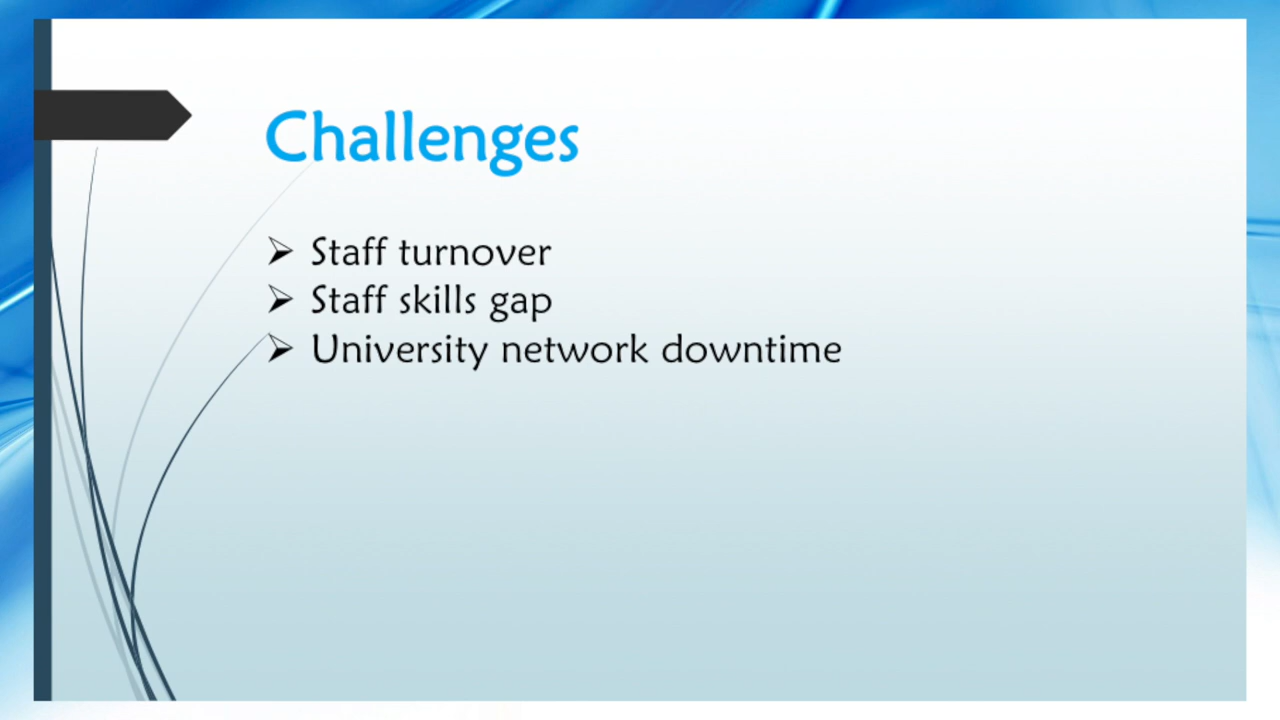 Challenges
➢ Staff turnover
➢ Staff skills gap
➢ University network downtime